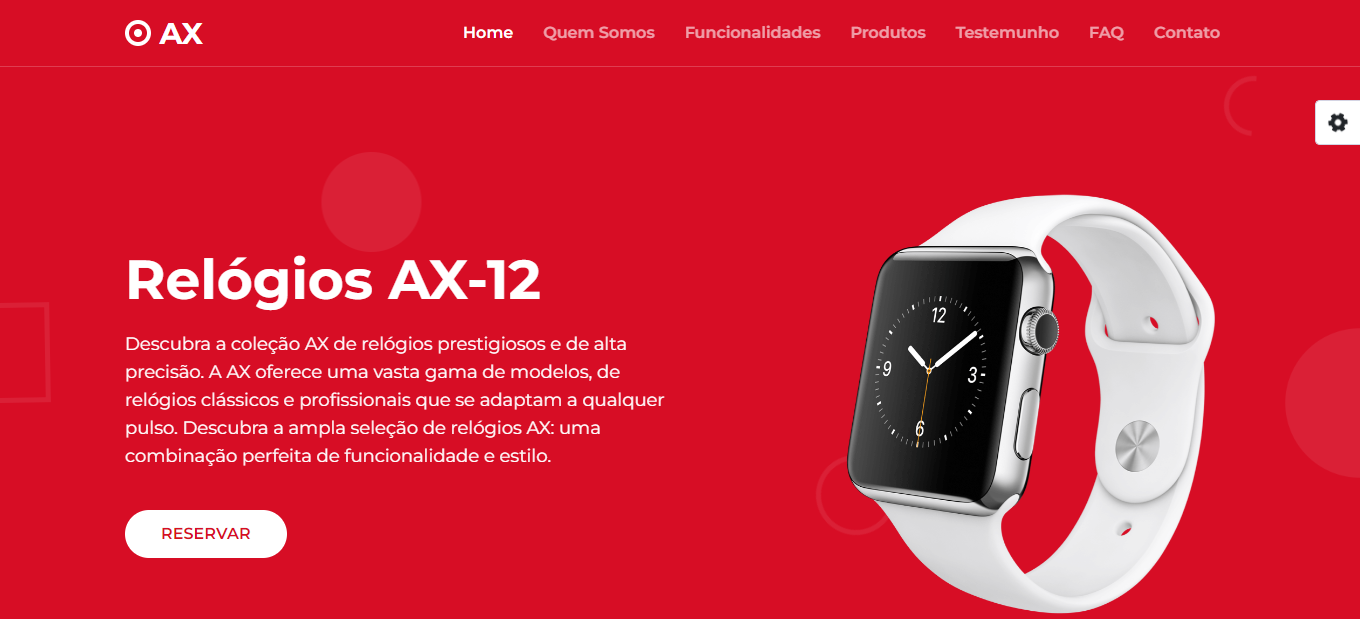 AX
Home Quem Somos Funcionalidades Produtos Testemunho FAQ Contato
Relógios AX-12
Descubra a coleção AX de relógios prestigiosos e de alta
precisão. A AX oferece uma vasta gama de modelos, de
relógios clássicos e profissionais que se adaptam a qualquer
pulso. Descubra a ampla seleção de relógios AX: uma
combinação perfeita de funcionalidade e estilo.
RESERVAR
12
9
3
6